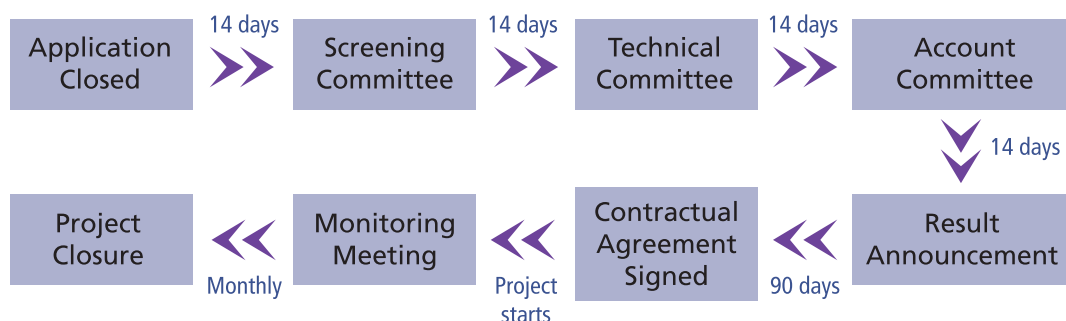 Application
Closed
14 days
Screening
Committee
14 days
Technical
Committee
14 days
Account
Committee
14 days
Result
Announcement
90 days
Contractual
Agreement
Signed
Project
starts
Monitoring
Meeting
Monthly
Project
Closure